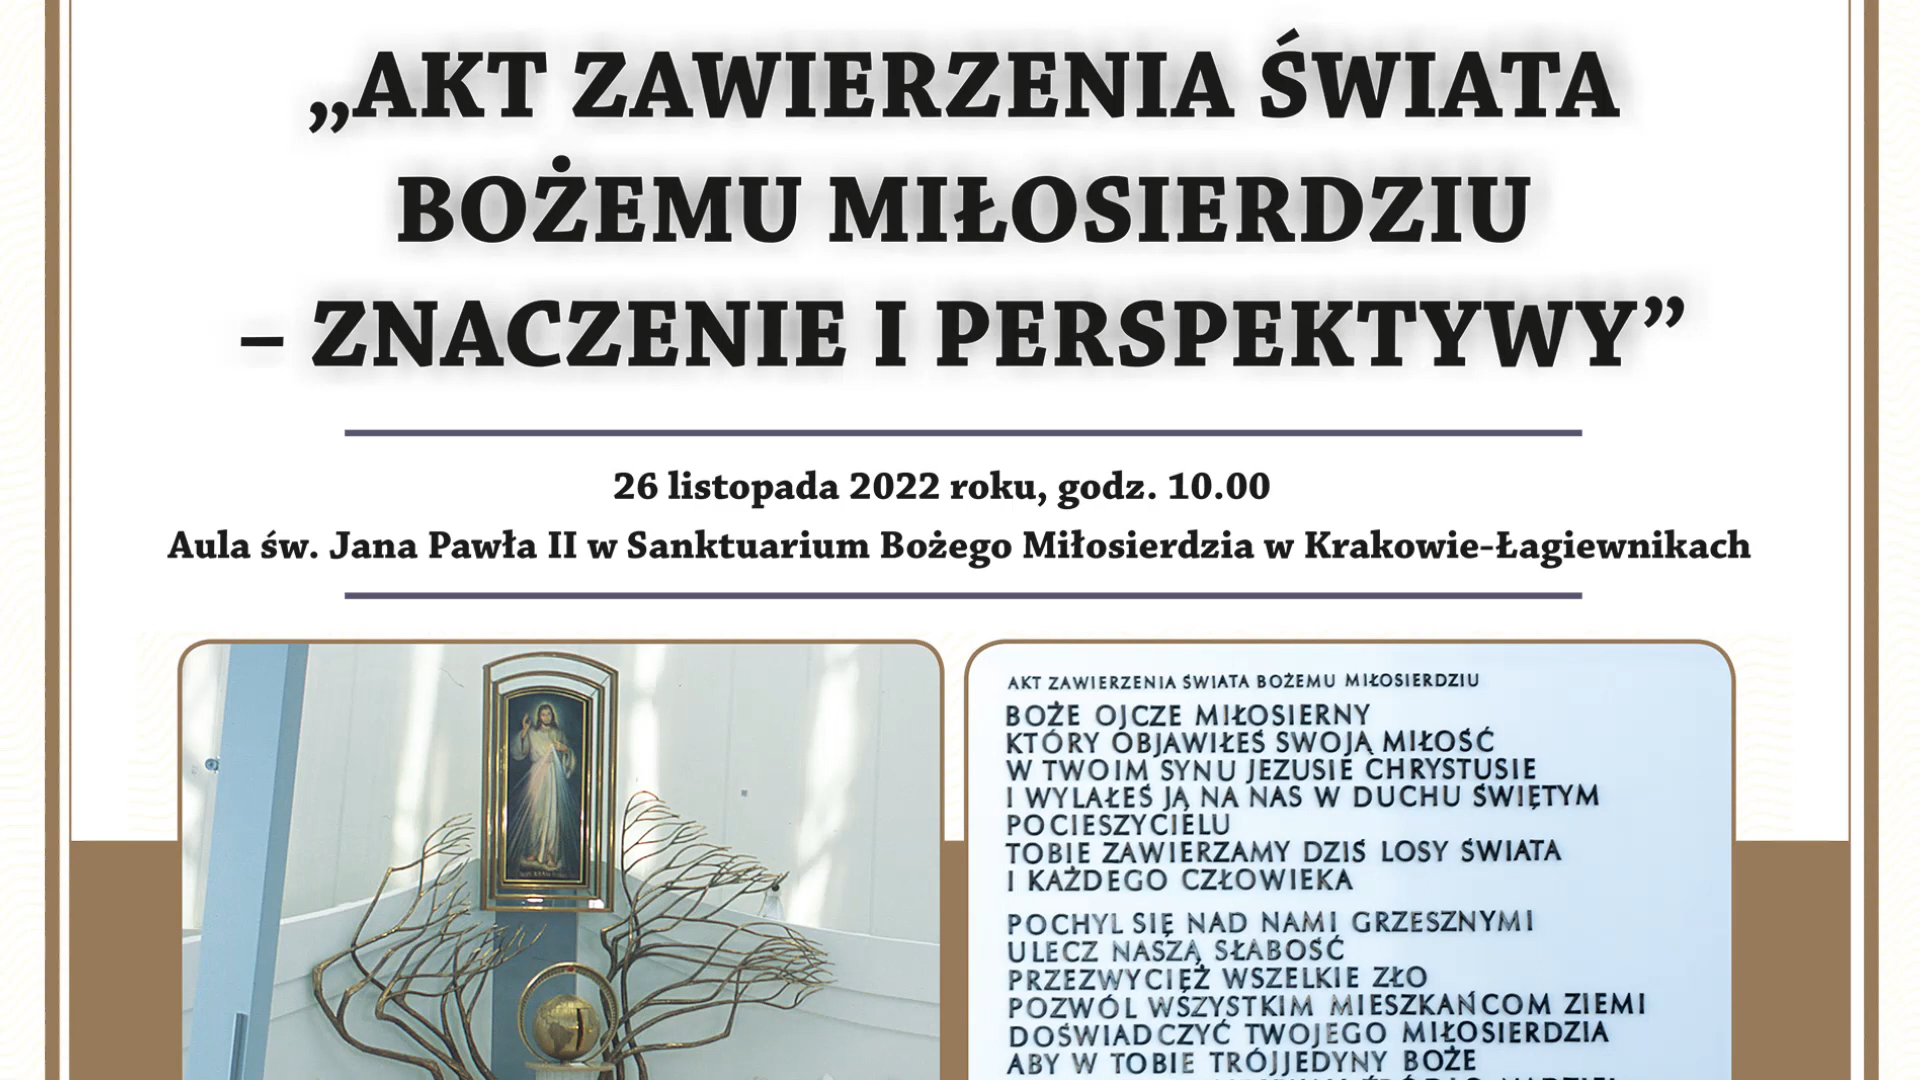 „AKT ZAWIERZENIA ŚWIATA
BOŻEMU MIŁOSIERDZIU
– ZNACZENIE I PERSPEKTYWY”
26 listopada 2022 roku, godz. 10.00
Aula św. Jana Pawła II w Sanktuarium Bożego Miłosierdzia w Krakowie-Łagiewnikach
AKT ZAWIERZENIA ŚWIATA BOŻEMU MIŁOSIERDZIU
BOŻE OJCZE MIŁOSIERNY
KTÓRY OBJAWIŁEŚ SWOJĄ MIŁOŚĆ
W TWOIM SYNU JEZUSIE CHRYSTUSIE
I WYLAŁEŚ JĄ NA NAS W DUCHU ŚWIĘTYM
POCIESZYCIELU
TOBIE ZAWIERZAMY DZIŚ LOSY ŚWIATA
I KAŻDEGO CZŁOWIEKA
POCHYL SIĘ NAD NAMI GRZESZNYMI
ULECZ NASZĄ SŁABOŚĆ
PRZEZWYCIĘŻ WSZELKIE ZŁO
POZWÓL WSZYSTKIM MIESZKAŃCOM ZIEMI
DOŚWIADCZYĆ TWOJEGO MIŁOSIERDZIA
ABY W TOBIE TRÓJJEDYNY BOŻE